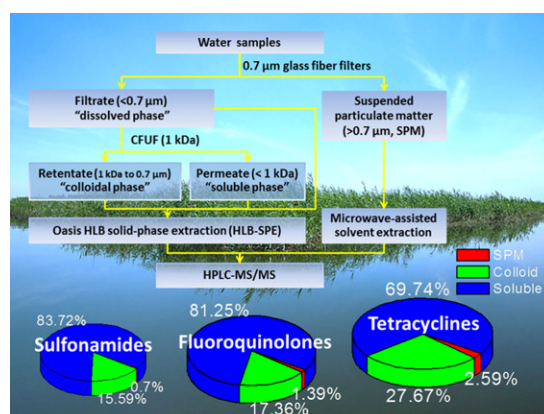 Water samples
0.7 μm glass fiber filters
Filtrate (<0.7 μm)
"dissolved phase"
Suspended
particulate matter
(>0.7 μm, SPM)
CFUF (1 kDa)
Retentate (1 kDa to 0.7 μm)
"colloidal phase"
Permeate (< 1 kDa)
"soluble phase"
Oasis HLB solid-phase extraction (HLB-SPE)
Microwave-assisted
solvent extraction
HPLC-MS/MS
SPM
Colloid
Soluble
83.72%
Sulfonamides
0.7%
15.59%
81.25%
Fluoroquinolones
1.39%
17.36%
69.74%
Tetracyclines
2.59%
27.67%